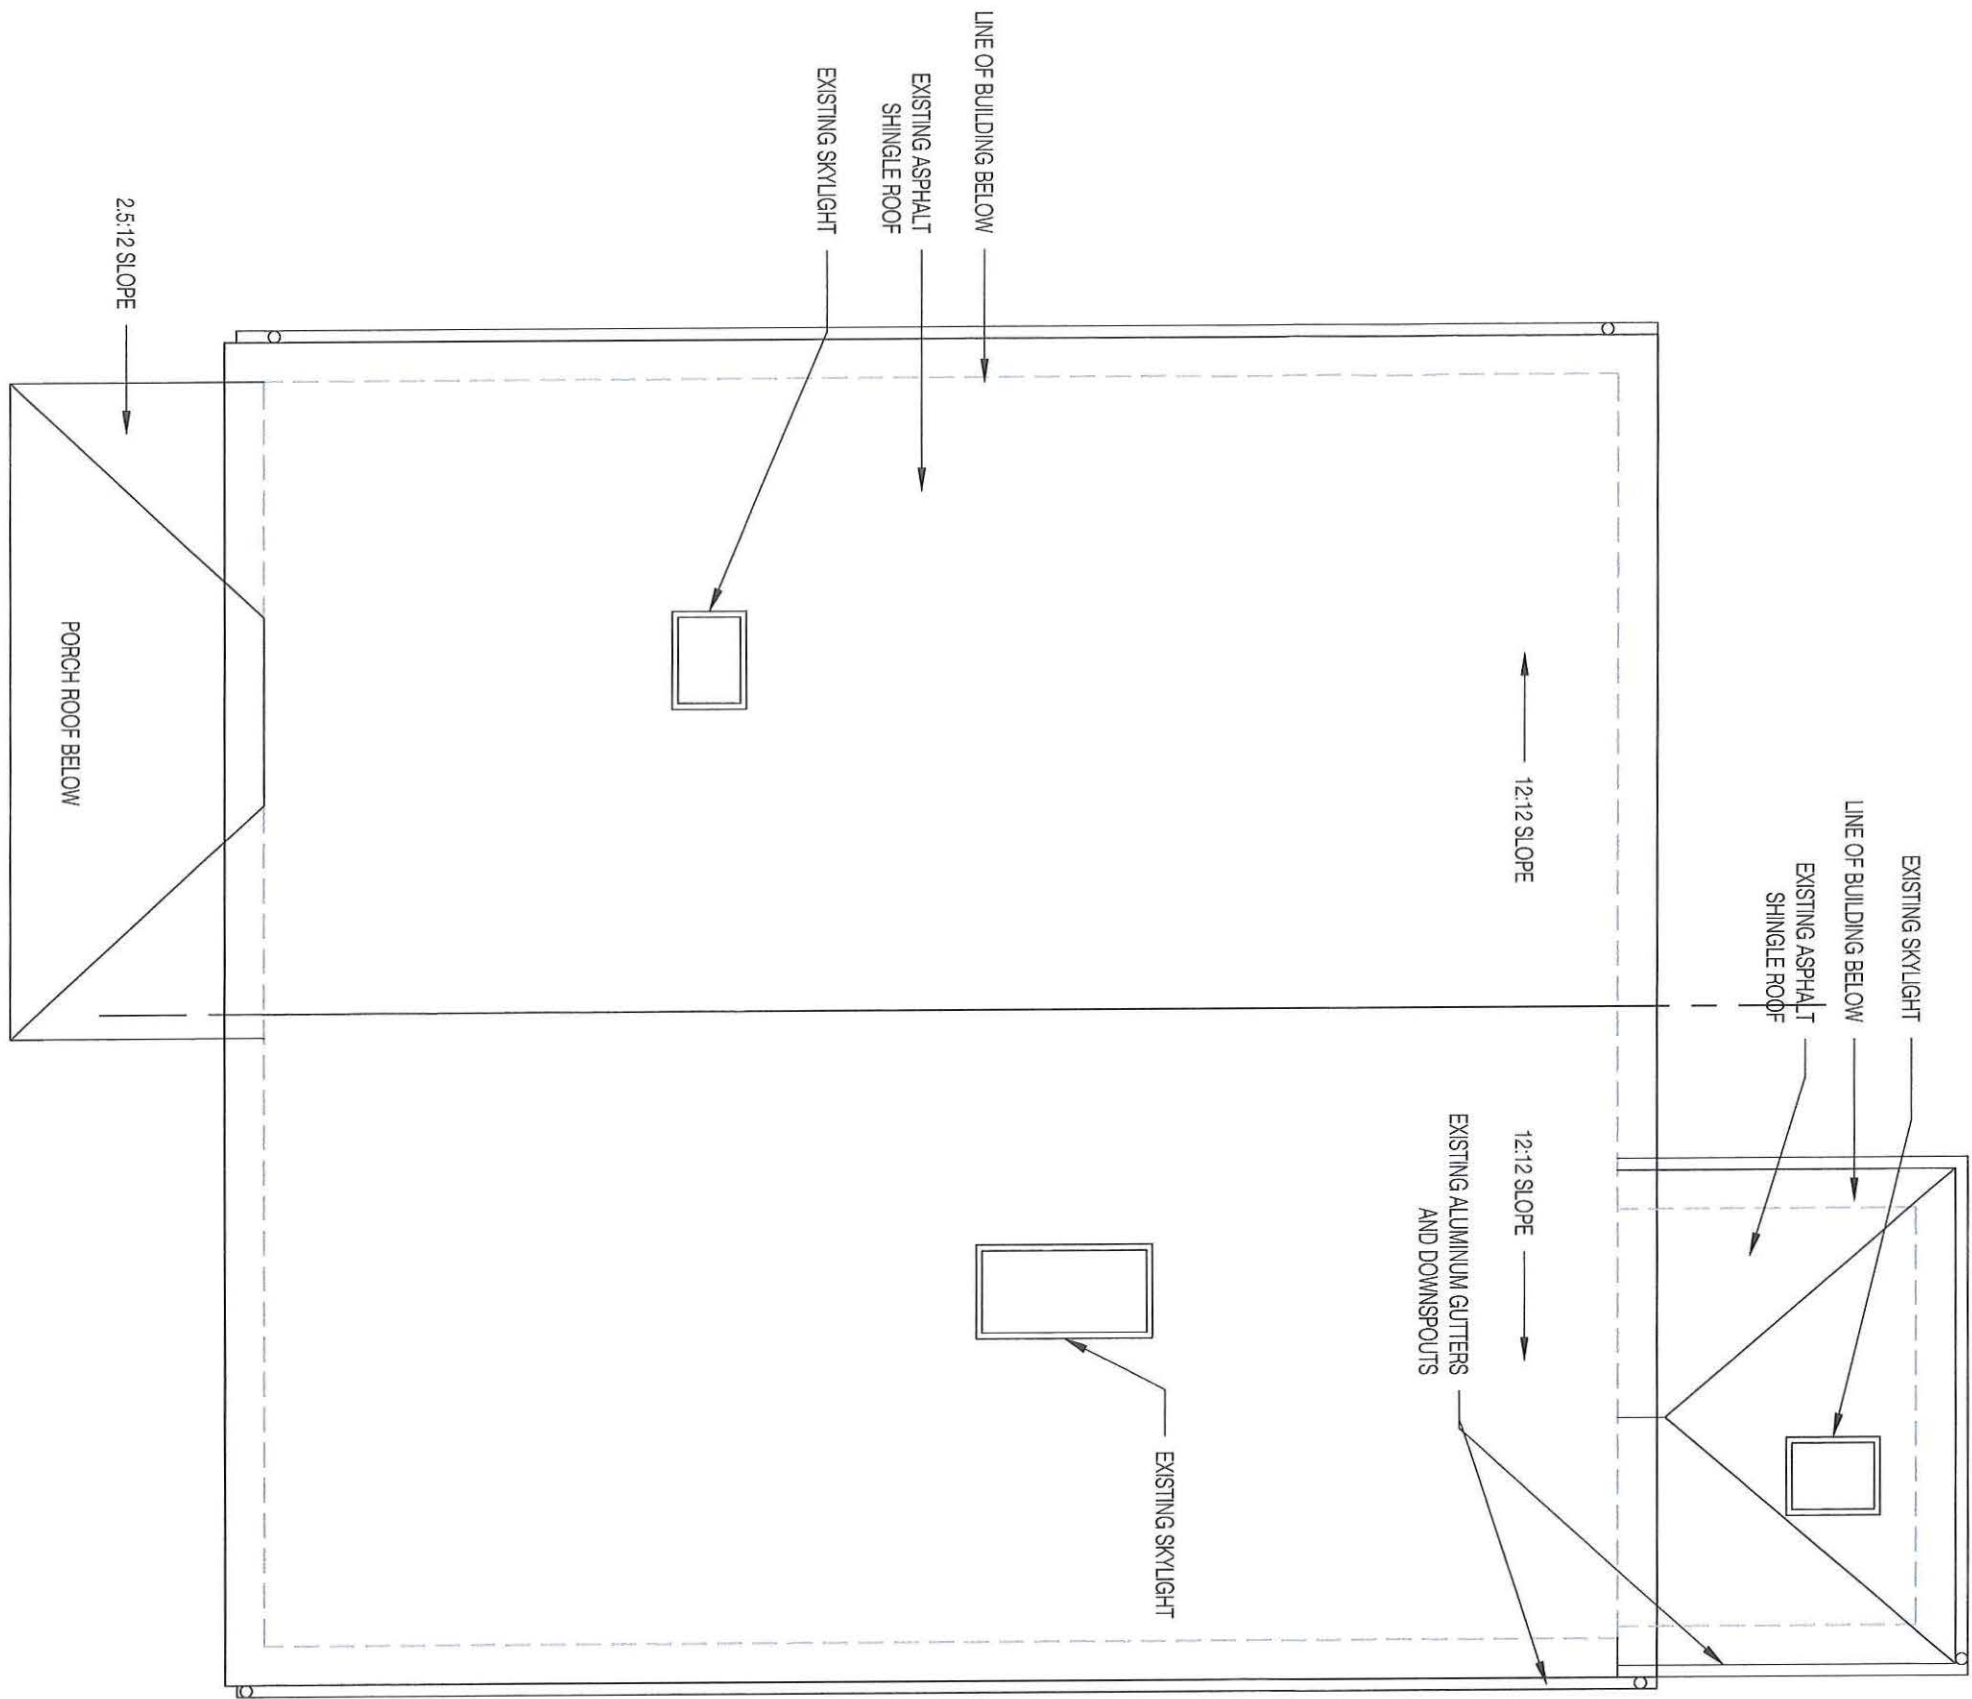 EXISTING SKYLIGHT
LINE OF BUILDING BELOW
EXISTING ASPHALT
SHINGLE ROOF
12:12 SLOPE
12:12 SLOPE
EXISTING ALUMINUM GUTTERS
AND DOWNSPOUTS
EXISTING SKYLIGHT
LINE OF BUILDING BELOW
EXISTING ASPHALT
SHINGLE ROOF
EXISTING SKYLIGHT
2.5:12 SLOPE
PORCH ROOF BELOW